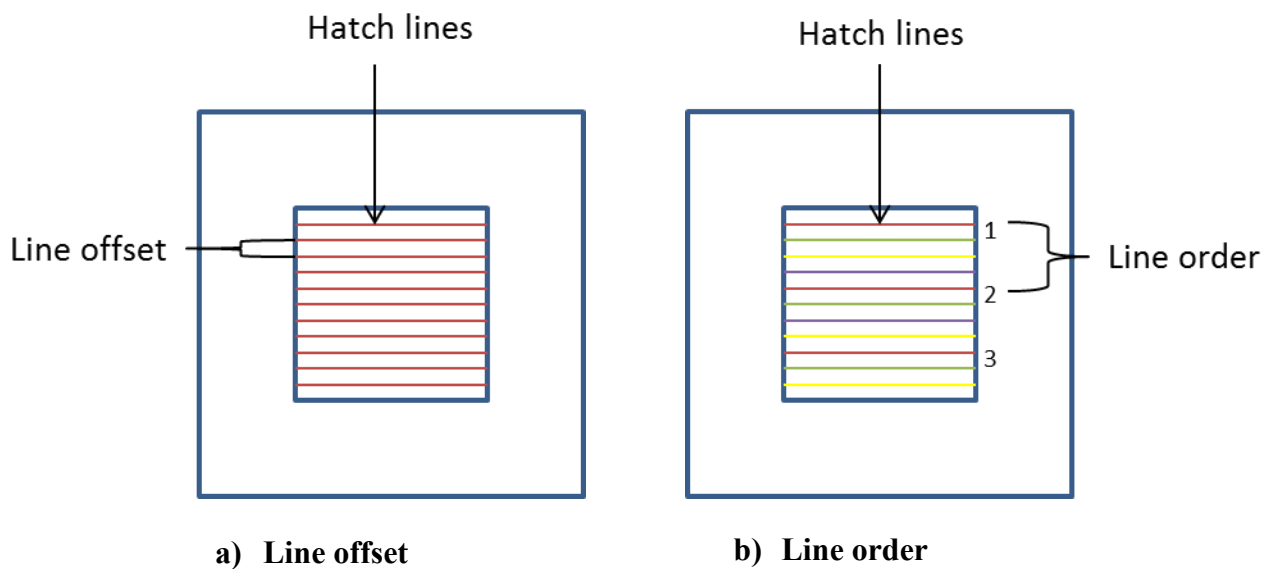 Hatch lines
Line offset
a) Line offset
Hatch lines
1
2
3
Line order
b) Line order